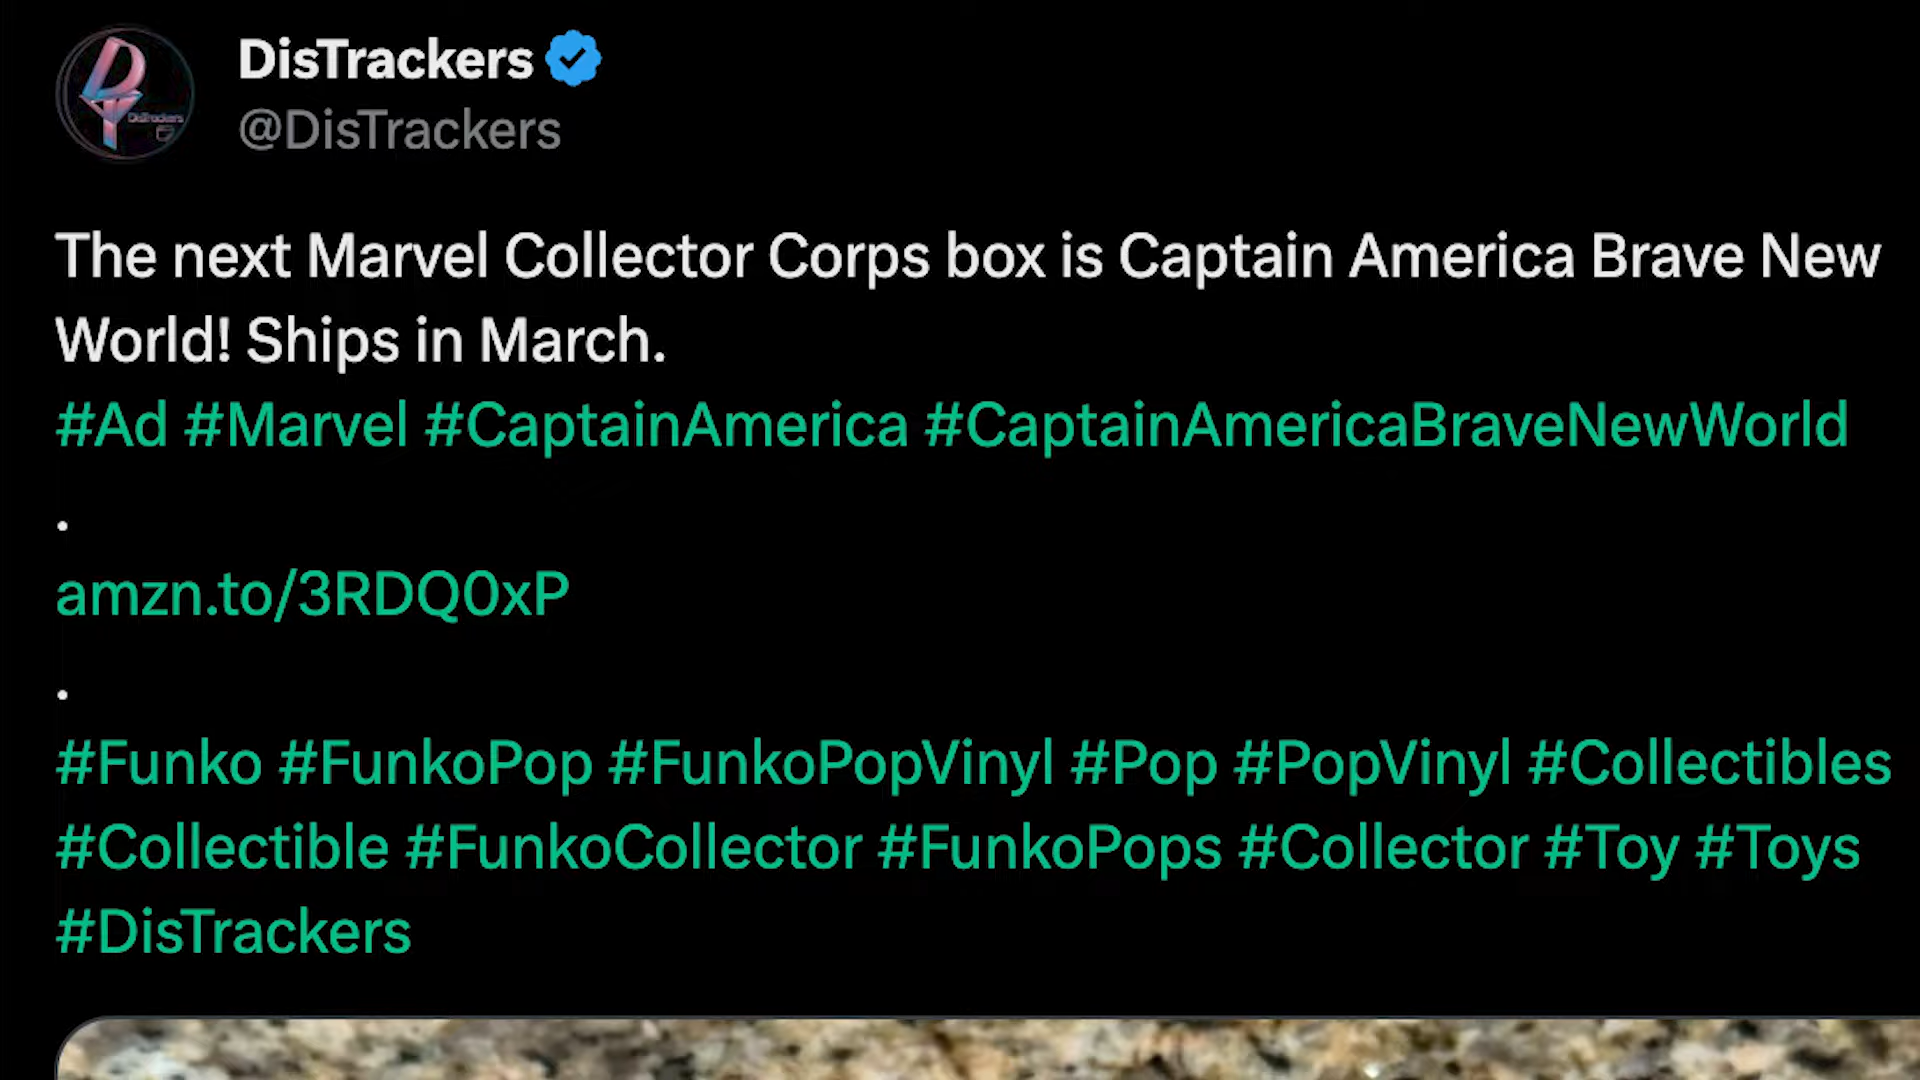 DisTrackers
@DisTrackers
DisTrackers
The next Marvel Collector Corps box is Captain America Brave New
World! Ships in March.
#Ad #Marvel #CaptainAmerica #CaptainAmericaBraveNewWorld
.
amzn.to/3RDQ0xP
.
#Funko #FunkoPop #FunkoPopVinyl #Pop #PopVinyl #Collectibles
#Collectible #FunkoCollector #FunkoPops #Collector #Toy #Toys
#DisTrackers